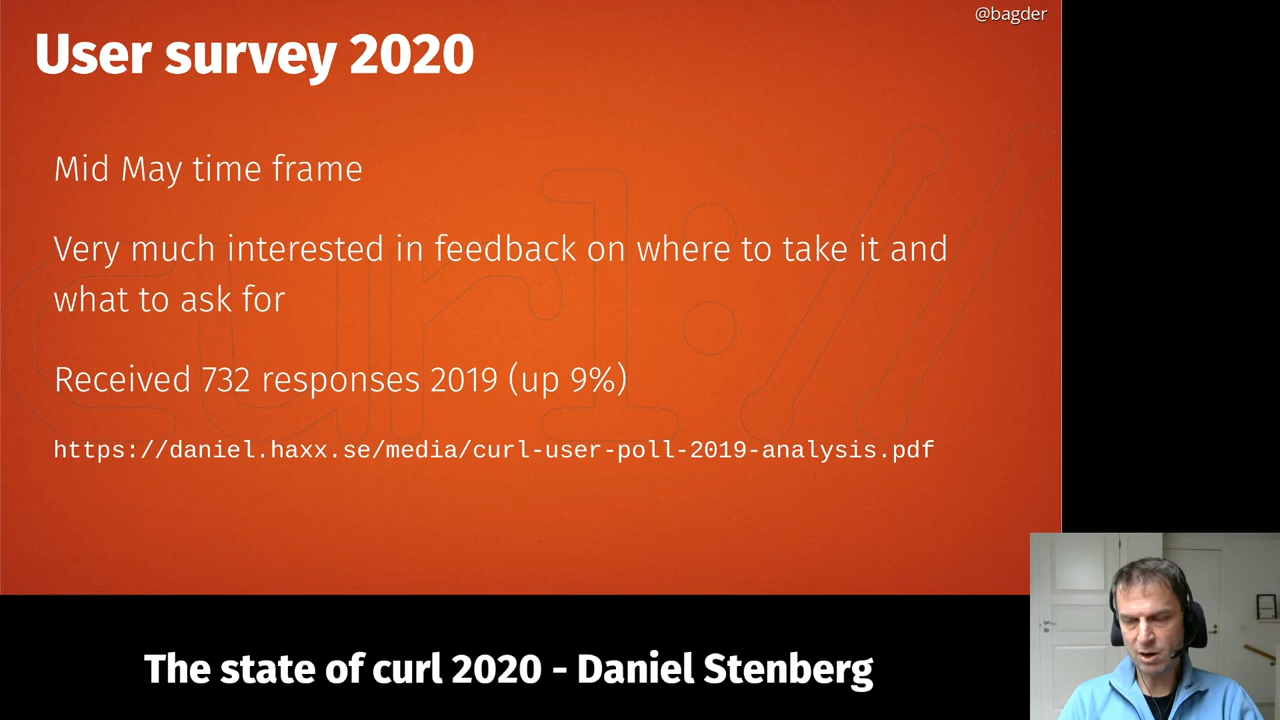 @bagder
User survey 2020
Mid May time frame
Very much interested in feedback on where to take it and
what to ask for
Received 732 responses 2019 (up 9%)
https://daniel.haxx.se/media/curl-user-poll-2019-analysis.pdf
The state of curl 2020 - Daniel Stenberg
curl://